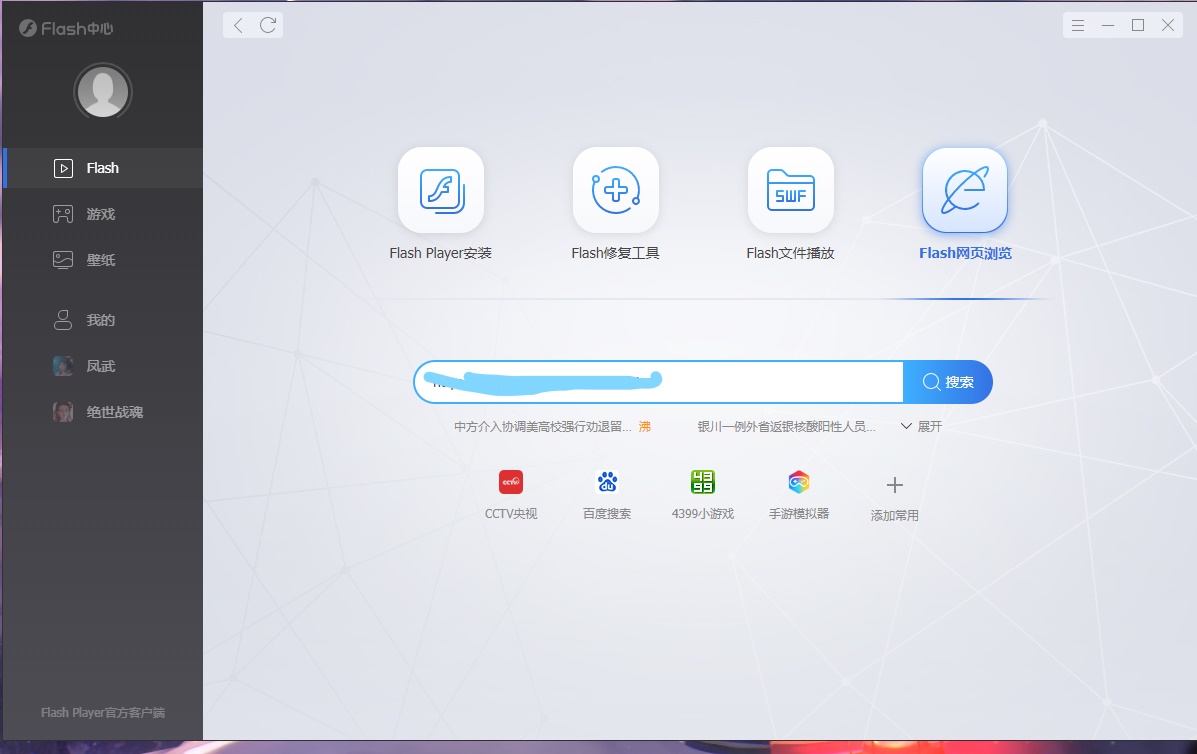 Flash中心
Flash
游戏
壁纸
我的
凤武
绝世战魂
Flash Player官方客户端
Flash Player安装
Flash修复工具
SWF
Flash文件播放
Flash网页浏览
搜索
中方介入协调美高校强行劝退留... 沸
银川一例外省返银核酸阳性人员...
展开
CCTV
CCTV央视
du
百度搜索
4399
4399小游戏
手游模拟器
添加常用